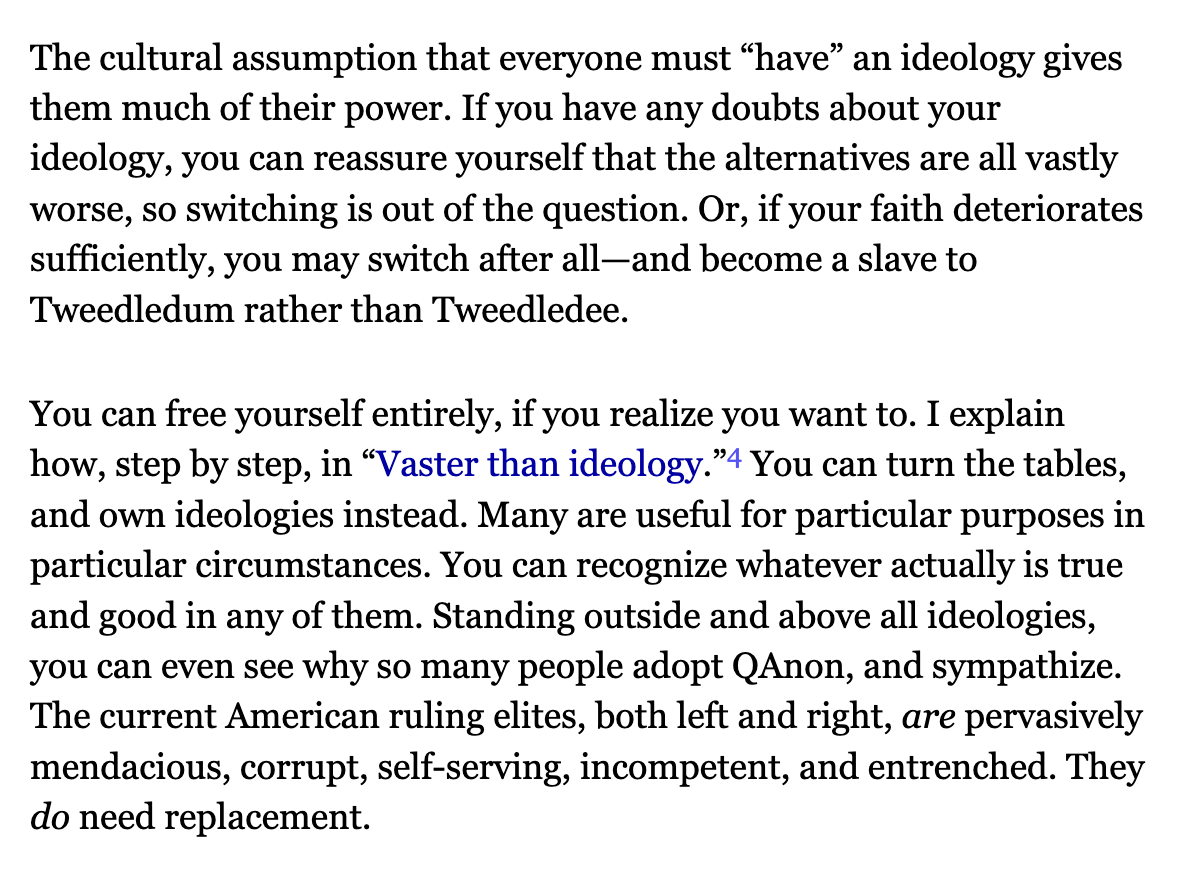 The cultural assumption that everyone must “have” an ideology gives
them much of their power. If you have any doubts about your
ideology, you can reassure yourself that the alternatives are all vastly
worse, so switching is out of the question. Or, if your faith deteriorates
sufficiently, you may switch after all—and become a slave to
Tweedledum rather than Tweedledee.
You can free yourself entirely, if you realize you want to. I explain
how, step by step, in “Vaster than ideology.”4 You can turn the tables,
and own ideologies instead. Many are useful for particular purposes in
particular circumstances. You can recognize whatever actually is true
and good in any of them. Standing outside and above all ideologies,
you can even see why so many people adopt QAnon, and sympathize.
The current American ruling elites, both left and right, are pervasively
mendacious, corrupt, self-serving, incompetent, and entrenched. They
do need replacement.